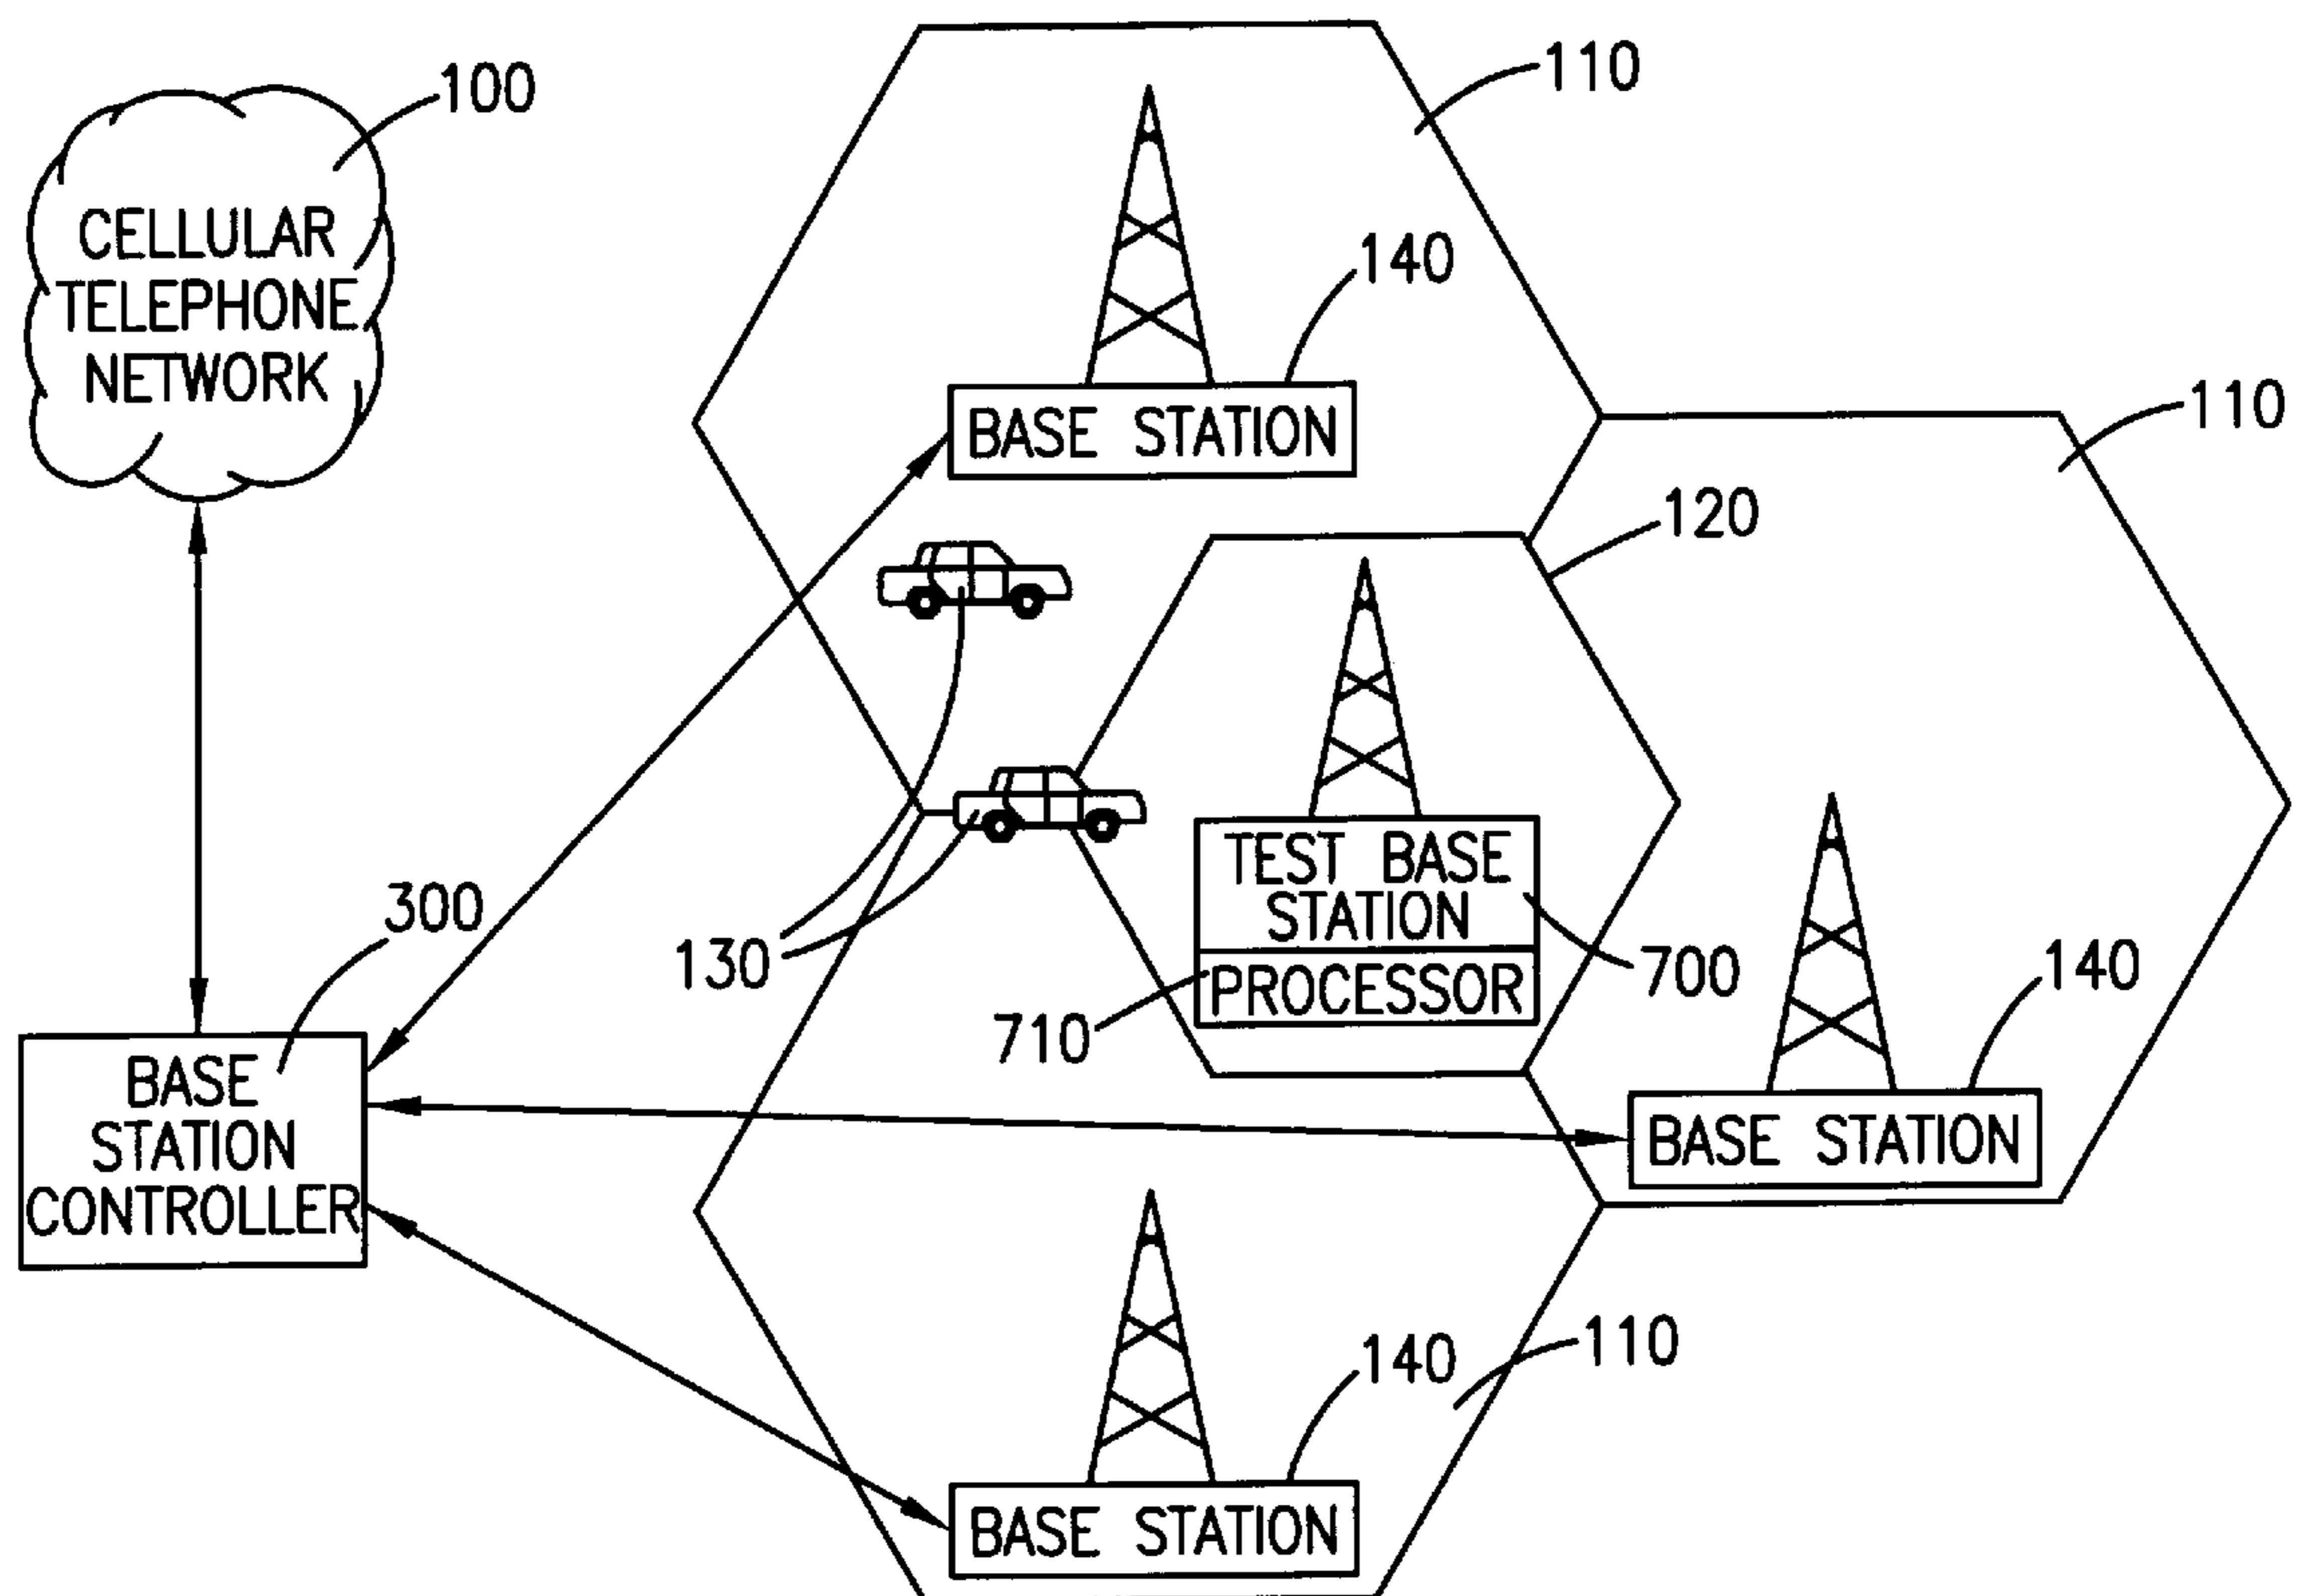 100
CELLULAR
TELEPHONE
NETWORK
110
140
BASE STATION
110
120
TEST BASE
STATION
PROCESSOR
700
710
130
300
BASE
STATION
CONTROLLER
140
BASE STATION
140
110
BASE STATION